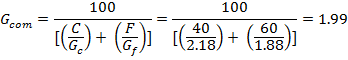 G_com = 100 / [(C/G_c) + (F/G_f)] = 100 / [(40/2.18) + (60/1.88)] = 1.99